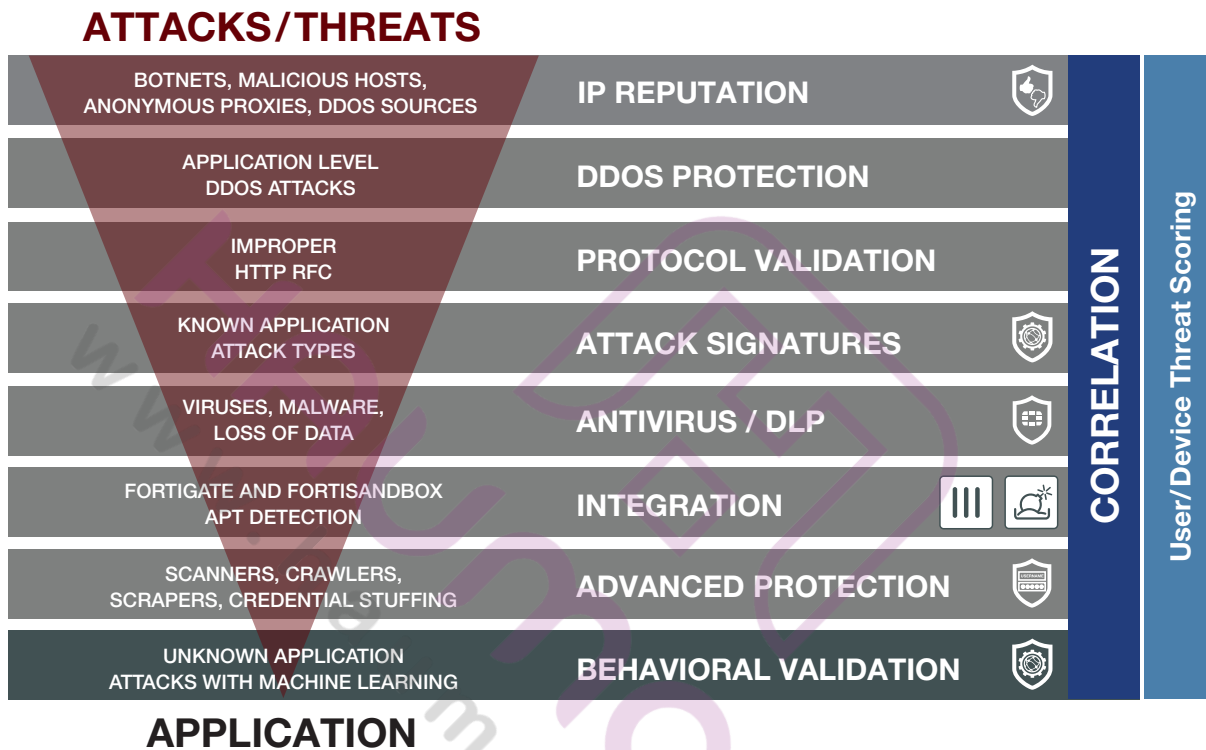 ATTACKS/THREATS
BOTNETS, MALICIOUS HOSTS,
ANONYMOUS PROXIES, DDOS SOURCES
IP REPUTATION
APPLICATION LEVEL
DDOS ATTACKS
DDOS PROTECTION
IMPROPER
HTTP RFC
PROTOCOL VALIDATION
KNOWN APPLICATION
ATTACK TYPES
ATTACK SIGNATURES
VIRUSES, MALWARE,
LOSS OF DATA
ANTIVIRUS / DLP
FORTIGATE AND FORTISANDBOX
APT DETECTION
INTEGRATION
SCANNERS, CRAWLERS,
SCRAPERS, CREDENTIAL STUFFING
ADVANCED PROTECTION
USERNAME
UNKNOWN APPLICATION
ATTACKS WITH MACHINE LEARNING
BEHAVIORAL VALIDATION
CORRELATION
User/Device Threat Scoring
APPLICATION